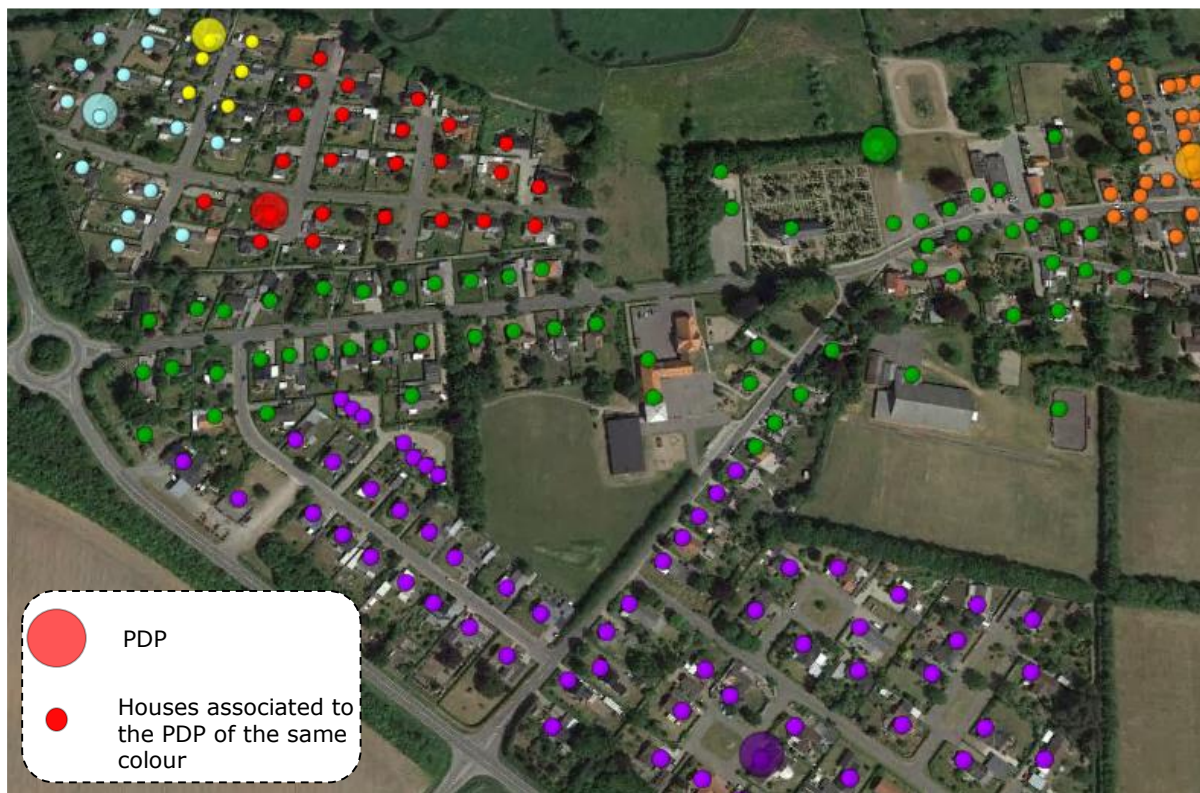 PDP
Houses associated to
the PDP of the same
colour